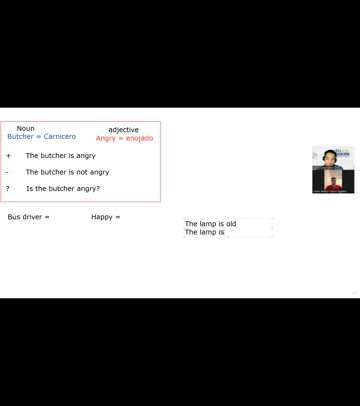 Noun
adjective
Butcher = Carnicero
Angry = enojado
+ The butcher is angry
- The butcher is not angry
? Is the butcher angry?
Bus driver =
Happy =
The lamp is old
The lamp is